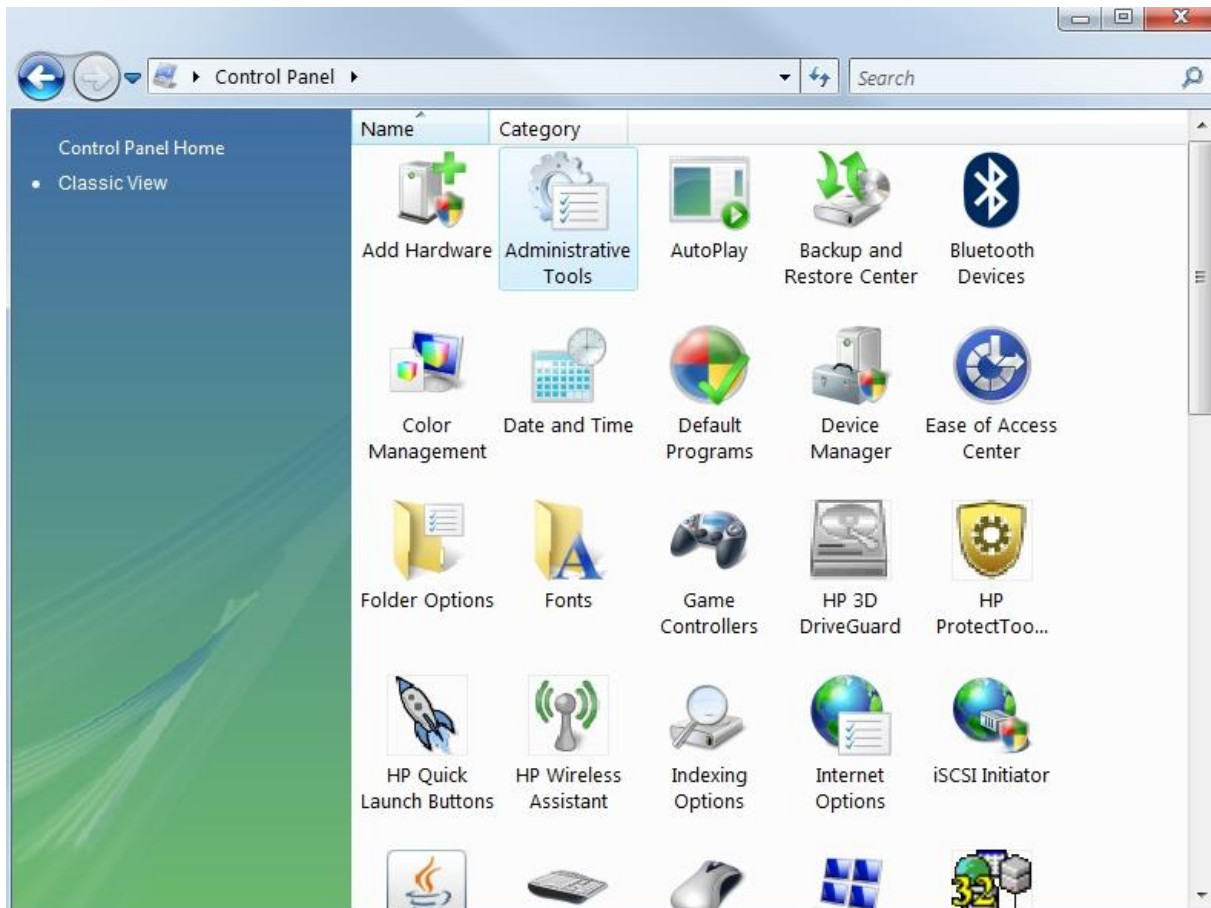 Control Panel
Search
Control Panel Home
Classic View
Name Category
Add Hardware
Administrative
Tools
AutoPlay
Backup and
Restore Center
Bluetooth
Devices
Color
Management
Date and Time
Default
Programs
Device
Manager
Ease of Access
Center
Folder Options
Fonts
Game
Controllers
HP 3D
DriveGuard
HP
ProtectToo...
HP Quick
Launch Buttons
HP Wireless
Assistant
Indexing
Options
Internet
Options
iSCSI Initiator
32